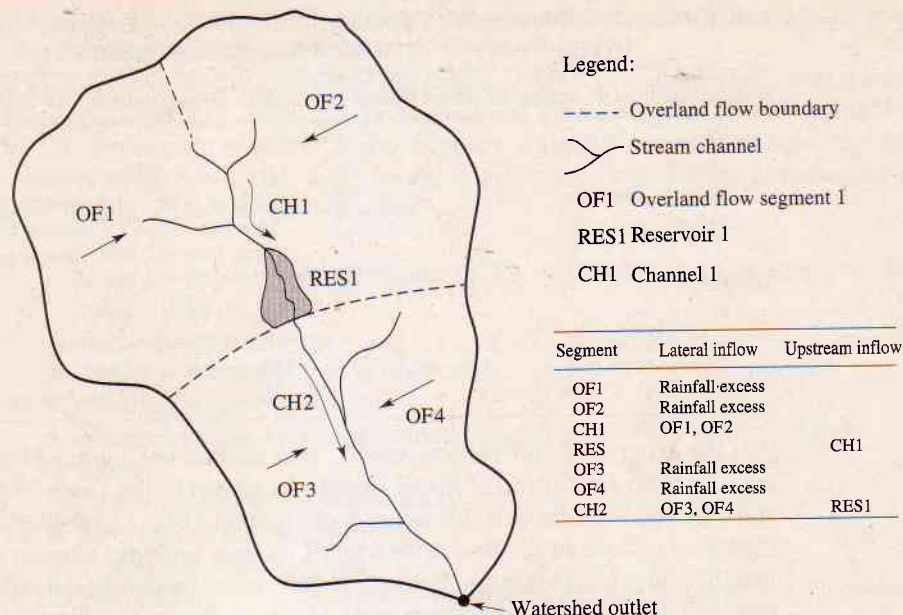 OF2
OF1
CH1
RES1
CH2
OF4
OF3
Watershed outlet
Legend:
Overland flow boundary
Stream channel
OF1 Overland flow segment 1
RES1 Reservoir 1
CH1 Channel 1
Segment Lateral inflow Upstream inflow
OF1 Rainfall excess
OF2 Rainfall excess
CH1 OF1, OF2
RES CH1
OF3 Rainfall excess
OF4 Rainfall excess
CH2 OF3, OF4 RES1